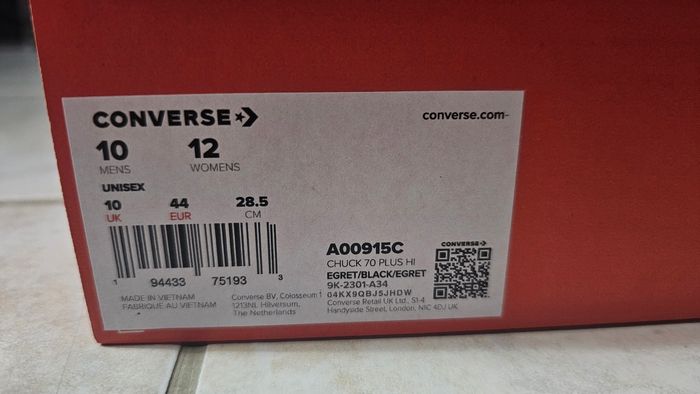 CONVERSE
converse.com
10 12
MENS WOMENS
UNISEX
10 44 28.5
UK EUR CM
1 94433 75193 3
A00915C
CHUCK 70 PLUS HI
EGRET/BLACK/EGRET
9K-2301-A34
04KX9QBJ5JHDW
CONVERSE
MADE IN VIETNAM
FABRIQUE AU VIETNAM
Converse BV, Colosseum 1
1213NL Hilversum,
The Netherlands
Converse Retail UK Ltd., S1.4
Handyside Street, London, N1C 4DJ UK